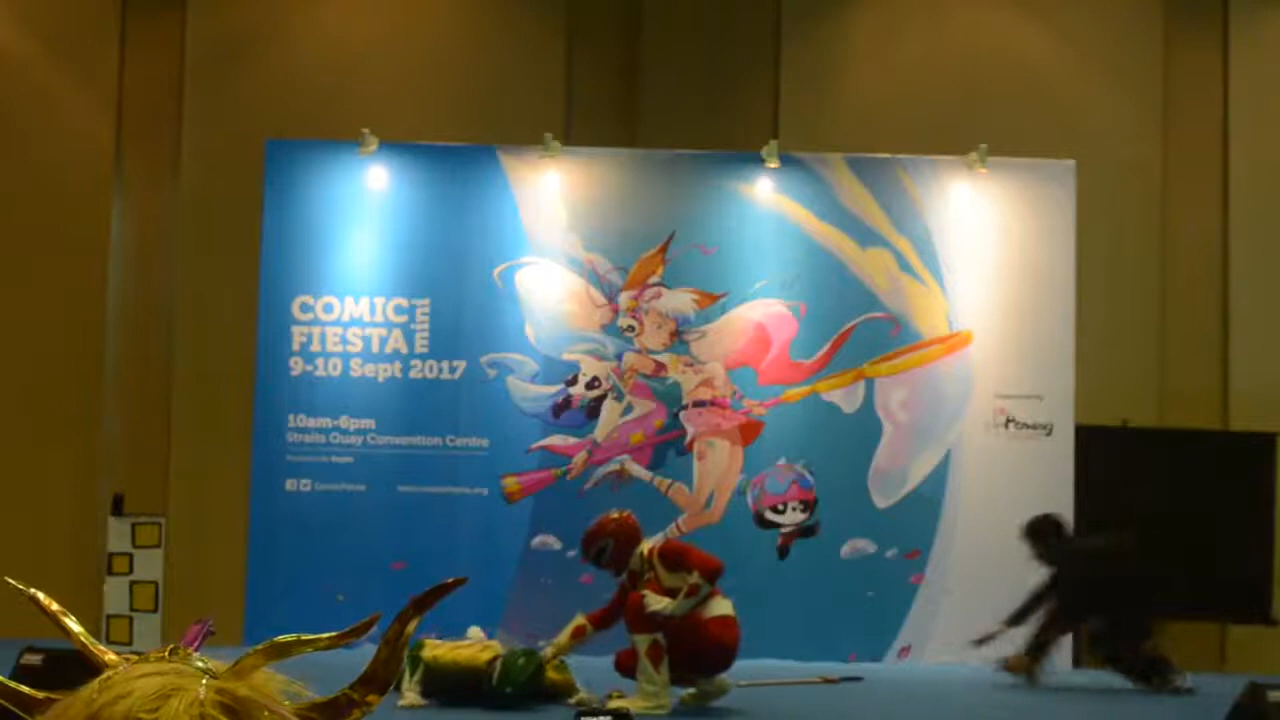 COMIC
FIESTA
mini
9-10 Sept 2017
10am-6pm
Straits Quay Convention Centre